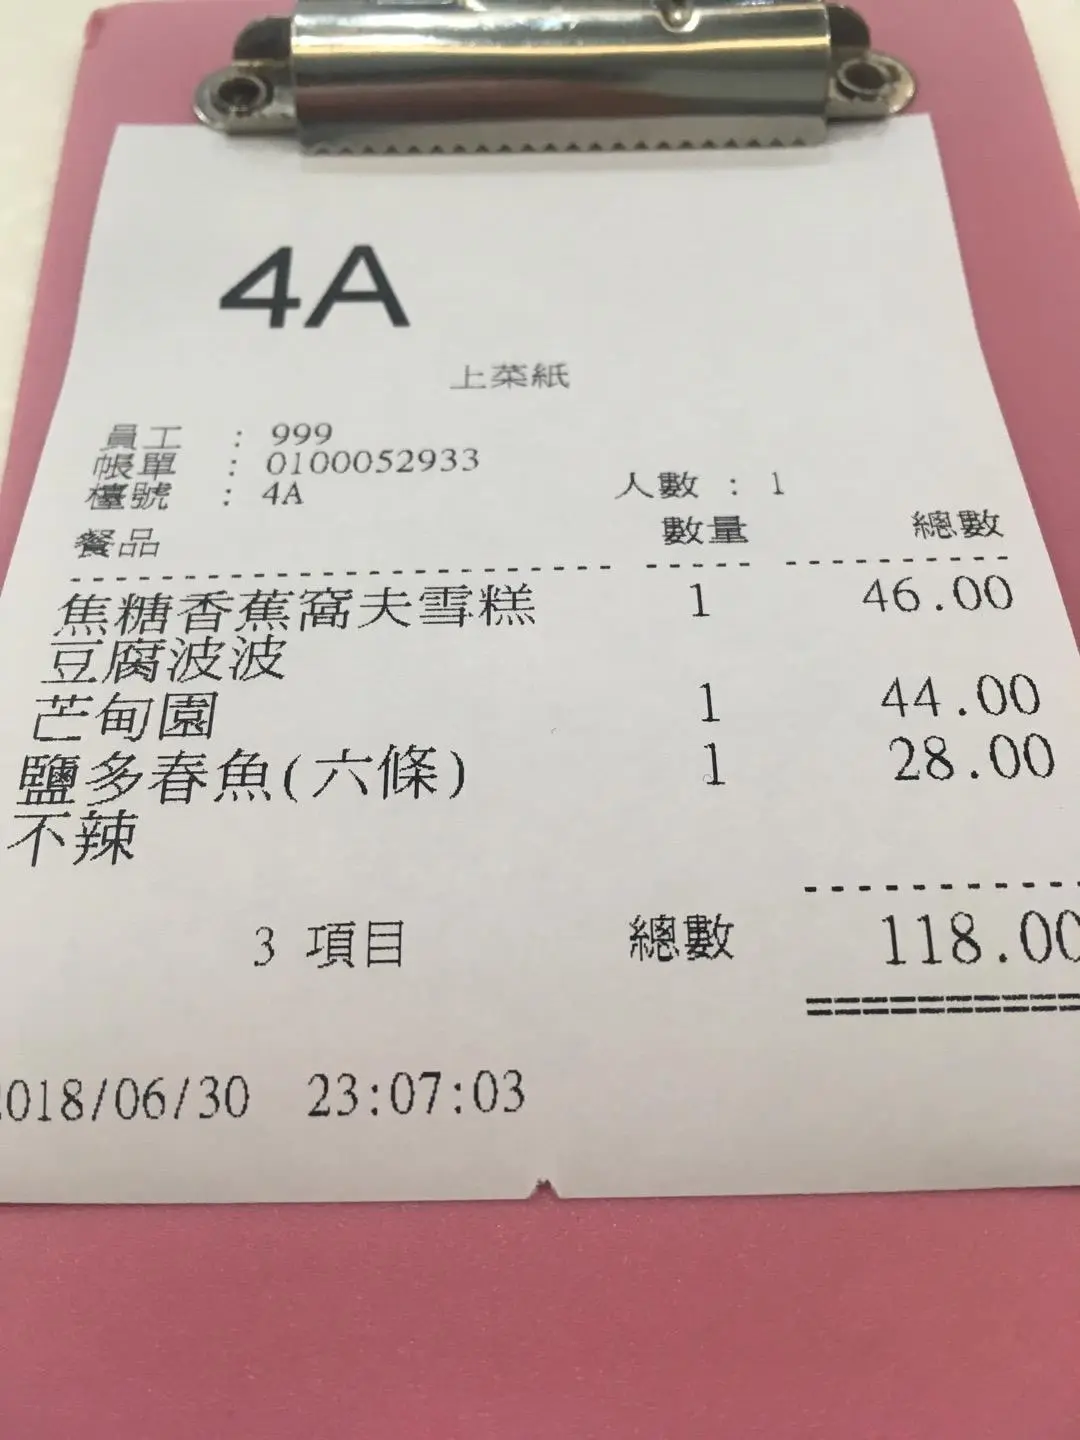 4A
上菜紙
員工 : 999
帳單 : 0100052933
檯號 : 4A 人數 : 1
餐品 數量 總數
焦糖香蕉窩夫雪糕 1 46.00
豆腐波波
芒甸園 1 44.00
鹽多春魚(六條) 1 28.00
不辣
3 項目 總數 118.00
2018/06/30 23:07:03